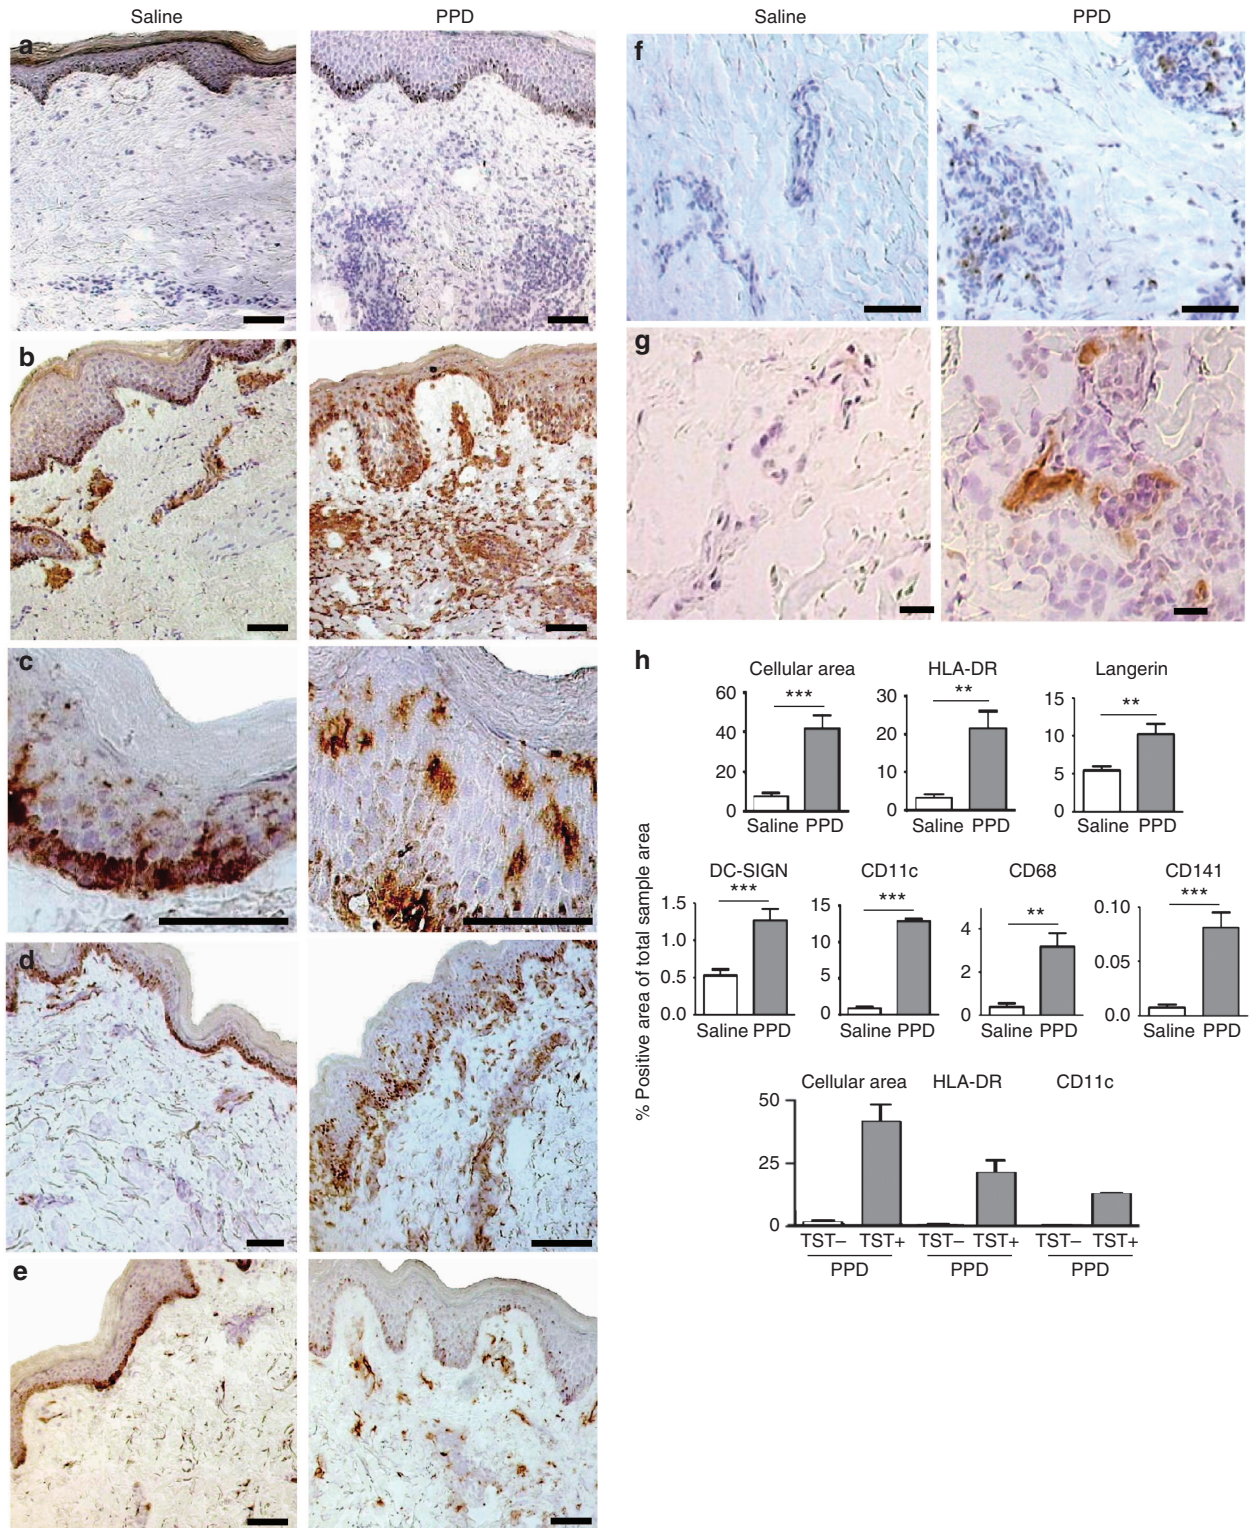 Saline PPD
a
b
c
d
e
Saline PPD
f
g
h
% Positive area of total sample area
Cellular area HLA-DR Langerin
60
40
20
0
***
Saline PPD
30
20
10
0
**
Saline PPD
15
10
5
0
**
Saline PPD
DC-SIGN CD11c CD68 CD141
1.5
1.0
0.5
0.0
***
Saline PPD
15
10
5
0
***
Saline PPD
4
2
0
**
Saline PPD
0.10
0.05
0.00
***
Saline PPD
Cellular area HLA-DR CD11c
50
25
0
TST– TST+ TST– TST+ TST– TST+
PPD PPD PPD